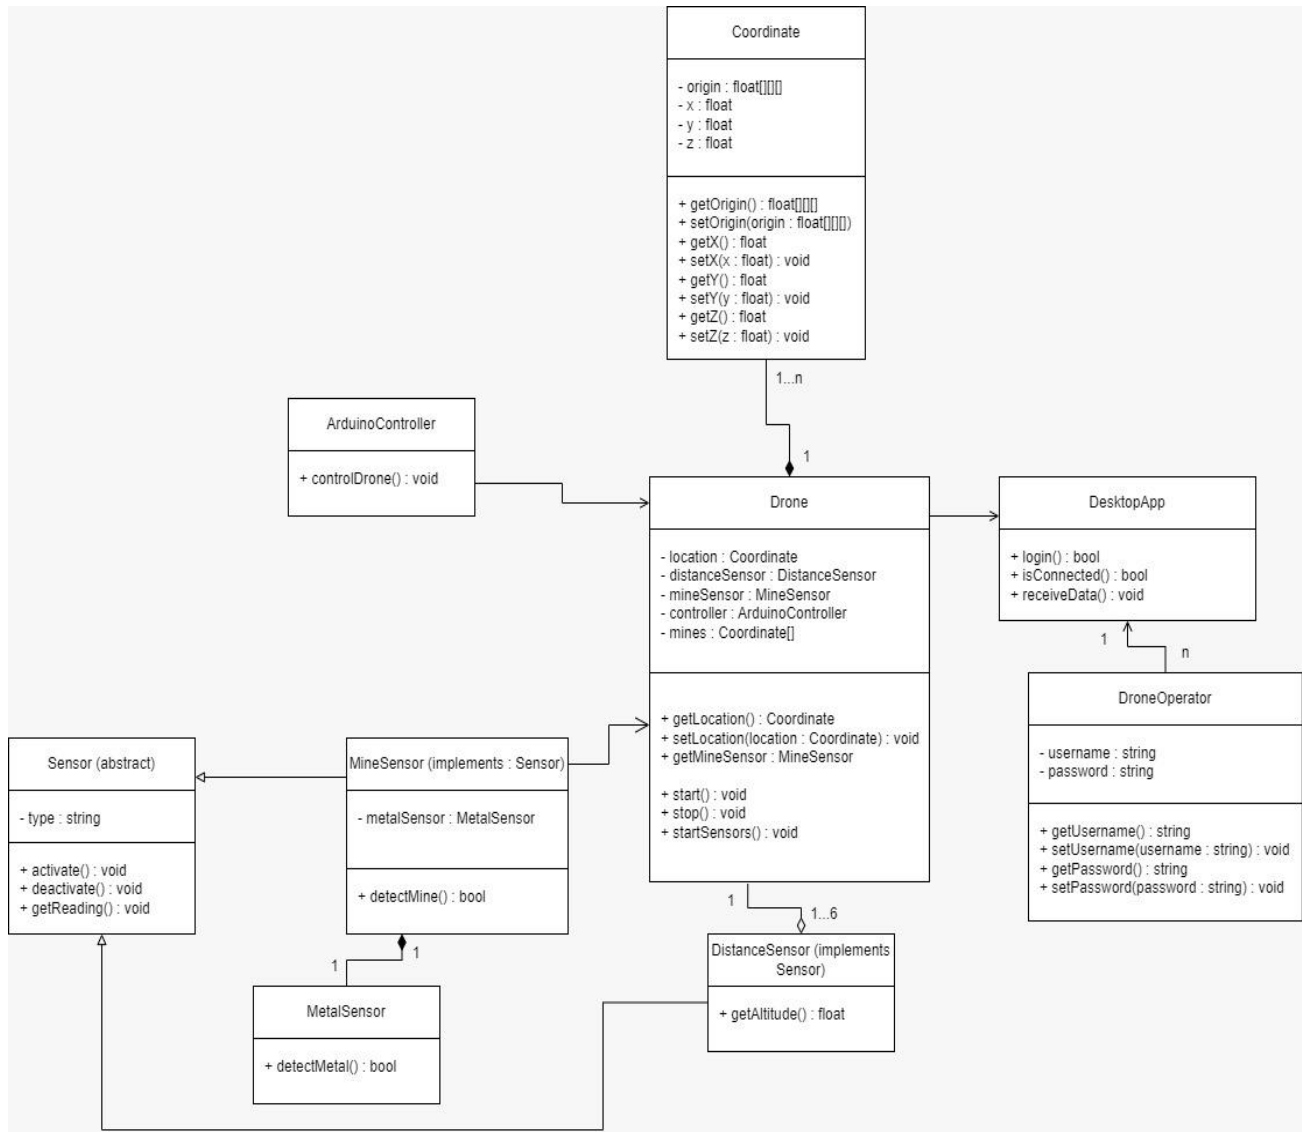 Coordinate
- origin : float[][][]
- x : float
- y : float
- z : float
+ getOrigin() : float[][][]
+ setOrigin(origin : float[][][])
+ getX() : float
+ setX(x : float) : void
+ getY() : float
+ setY(y : float) : void
+ getZ() : float
+ setZ(z : float) : void
1...n
1
ArduinoController
+ controlDrone() : void
Drone
- location : Coordinate
- distanceSensor : DistanceSensor
- mineSensor : MineSensor
- controller : ArduinoController
- mines : Coordinate[]
+ getLocation() : Coordinate
+ setLocation(location : Coordinate) : void
+ getMineSensor : MineSensor
+ start() : void
+ stop() : void
+ startSensors() : void
DesktopApp
+ login() : bool
+ isConnected() : bool
+ receiveData() : void
1
n
DroneOperator
- username : string
- password : string
+ getUsername() : string
+ setUsername(username : string) : void
+ getPassword() : string
+ setPassword(password : string) : void
Sensor (abstract)
- type : string
+ activate() : void
+ deactivate() : void
+ getReading() : void
MineSensor (implements : Sensor)
- metalSensor : MetalSensor
+ detectMine() : bool
1
1
MetalSensor
+ detectMetal() : bool
1
1...6
DistanceSensor (implements
Sensor)
+ getAltitude() : float